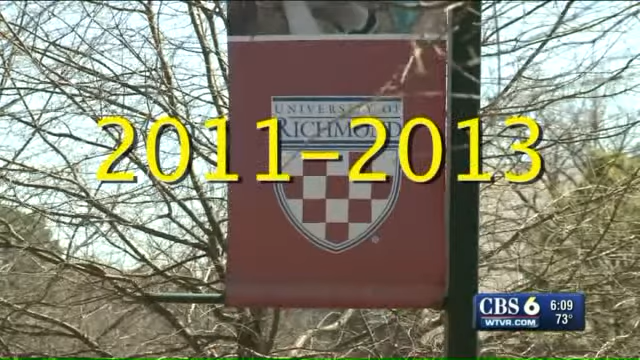 UNIVERSITY OF
RICHMOND
2011-2013
CBS 6
WTVR.COM
6:09
73°